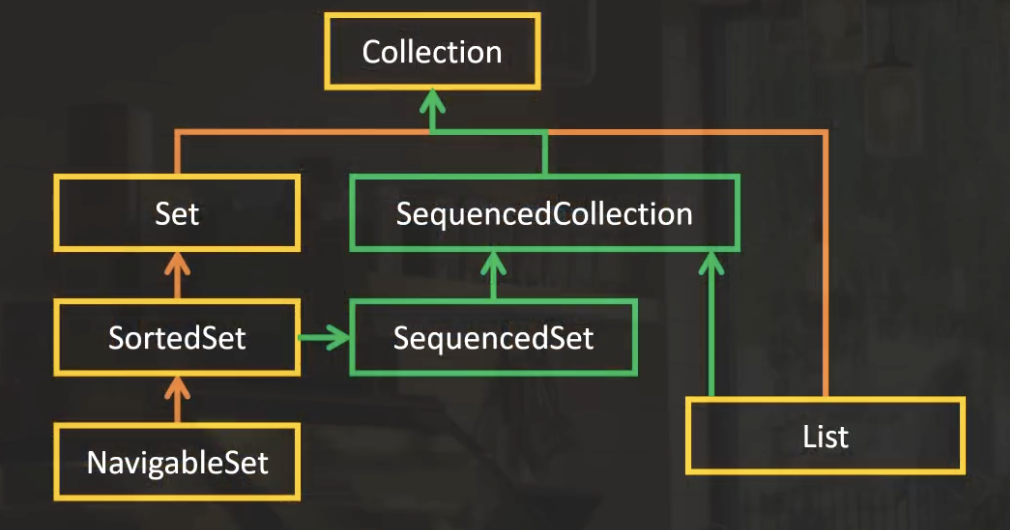 Collection
Set
SequencedCollection
SortedSet
SequencedSet
List
NavigableSet